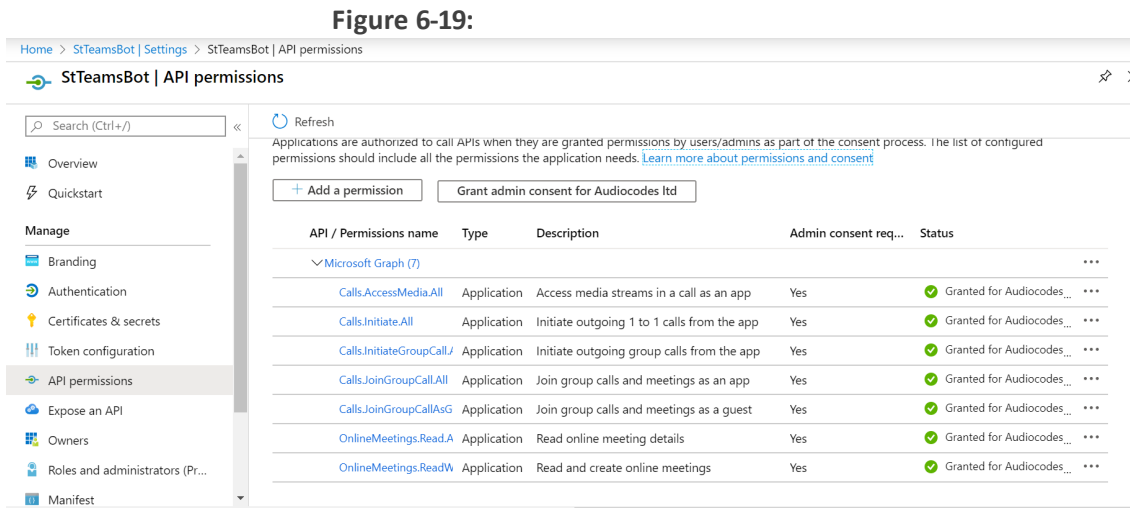 Figure 6-19:
Home > StTeamsBot | Settings > StTeamsBot | API permissions
StTeamsBot | API permissions
Search (Ctrl+/)
«
Overview
Quickstart
Manage
Branding
Authentication
Certificates & secrets
Token configuration
API permissions
Expose an API
Owners
Roles and administrators (Pr...
Manifest
Refresh
Applications are authorized to call APIs when they are granted permissions by users/admins as part of the consent process. The list of configured
permissions should include all the permissions the application needs. Learn more about permissions and consent
+ Add a permission Grant admin consent for Audiocodes ltd
API / Permissions name Type Description Admin consent req... Status
Microsoft Graph (7) ...
Calls.AccessMedia.All Application Access media streams in a call as an app Yes Granted for Audiocodes... ...
Calls.Initiate.All Application Initiate outgoing 1 to 1 calls from the app Yes Granted for Audiocodes... ...
Calls.InitiateGroupCall. Application Initiate outgoing group calls from the app Yes Granted for Audiocodes... ...
Calls.JoinGroupCall.All Application Join group calls and meetings as an app Yes Granted for Audiocodes... ...
Calls.JoinGroupCallAsG Application Join group calls and meetings as a guest Yes Granted for Audiocodes... ...
OnlineMeetings.Read.A Application Read online meeting details Yes Granted for Audiocodes... ...
OnlineMeetings.ReadW Application Read and create online meetings Yes Granted for Audiocodes... ...